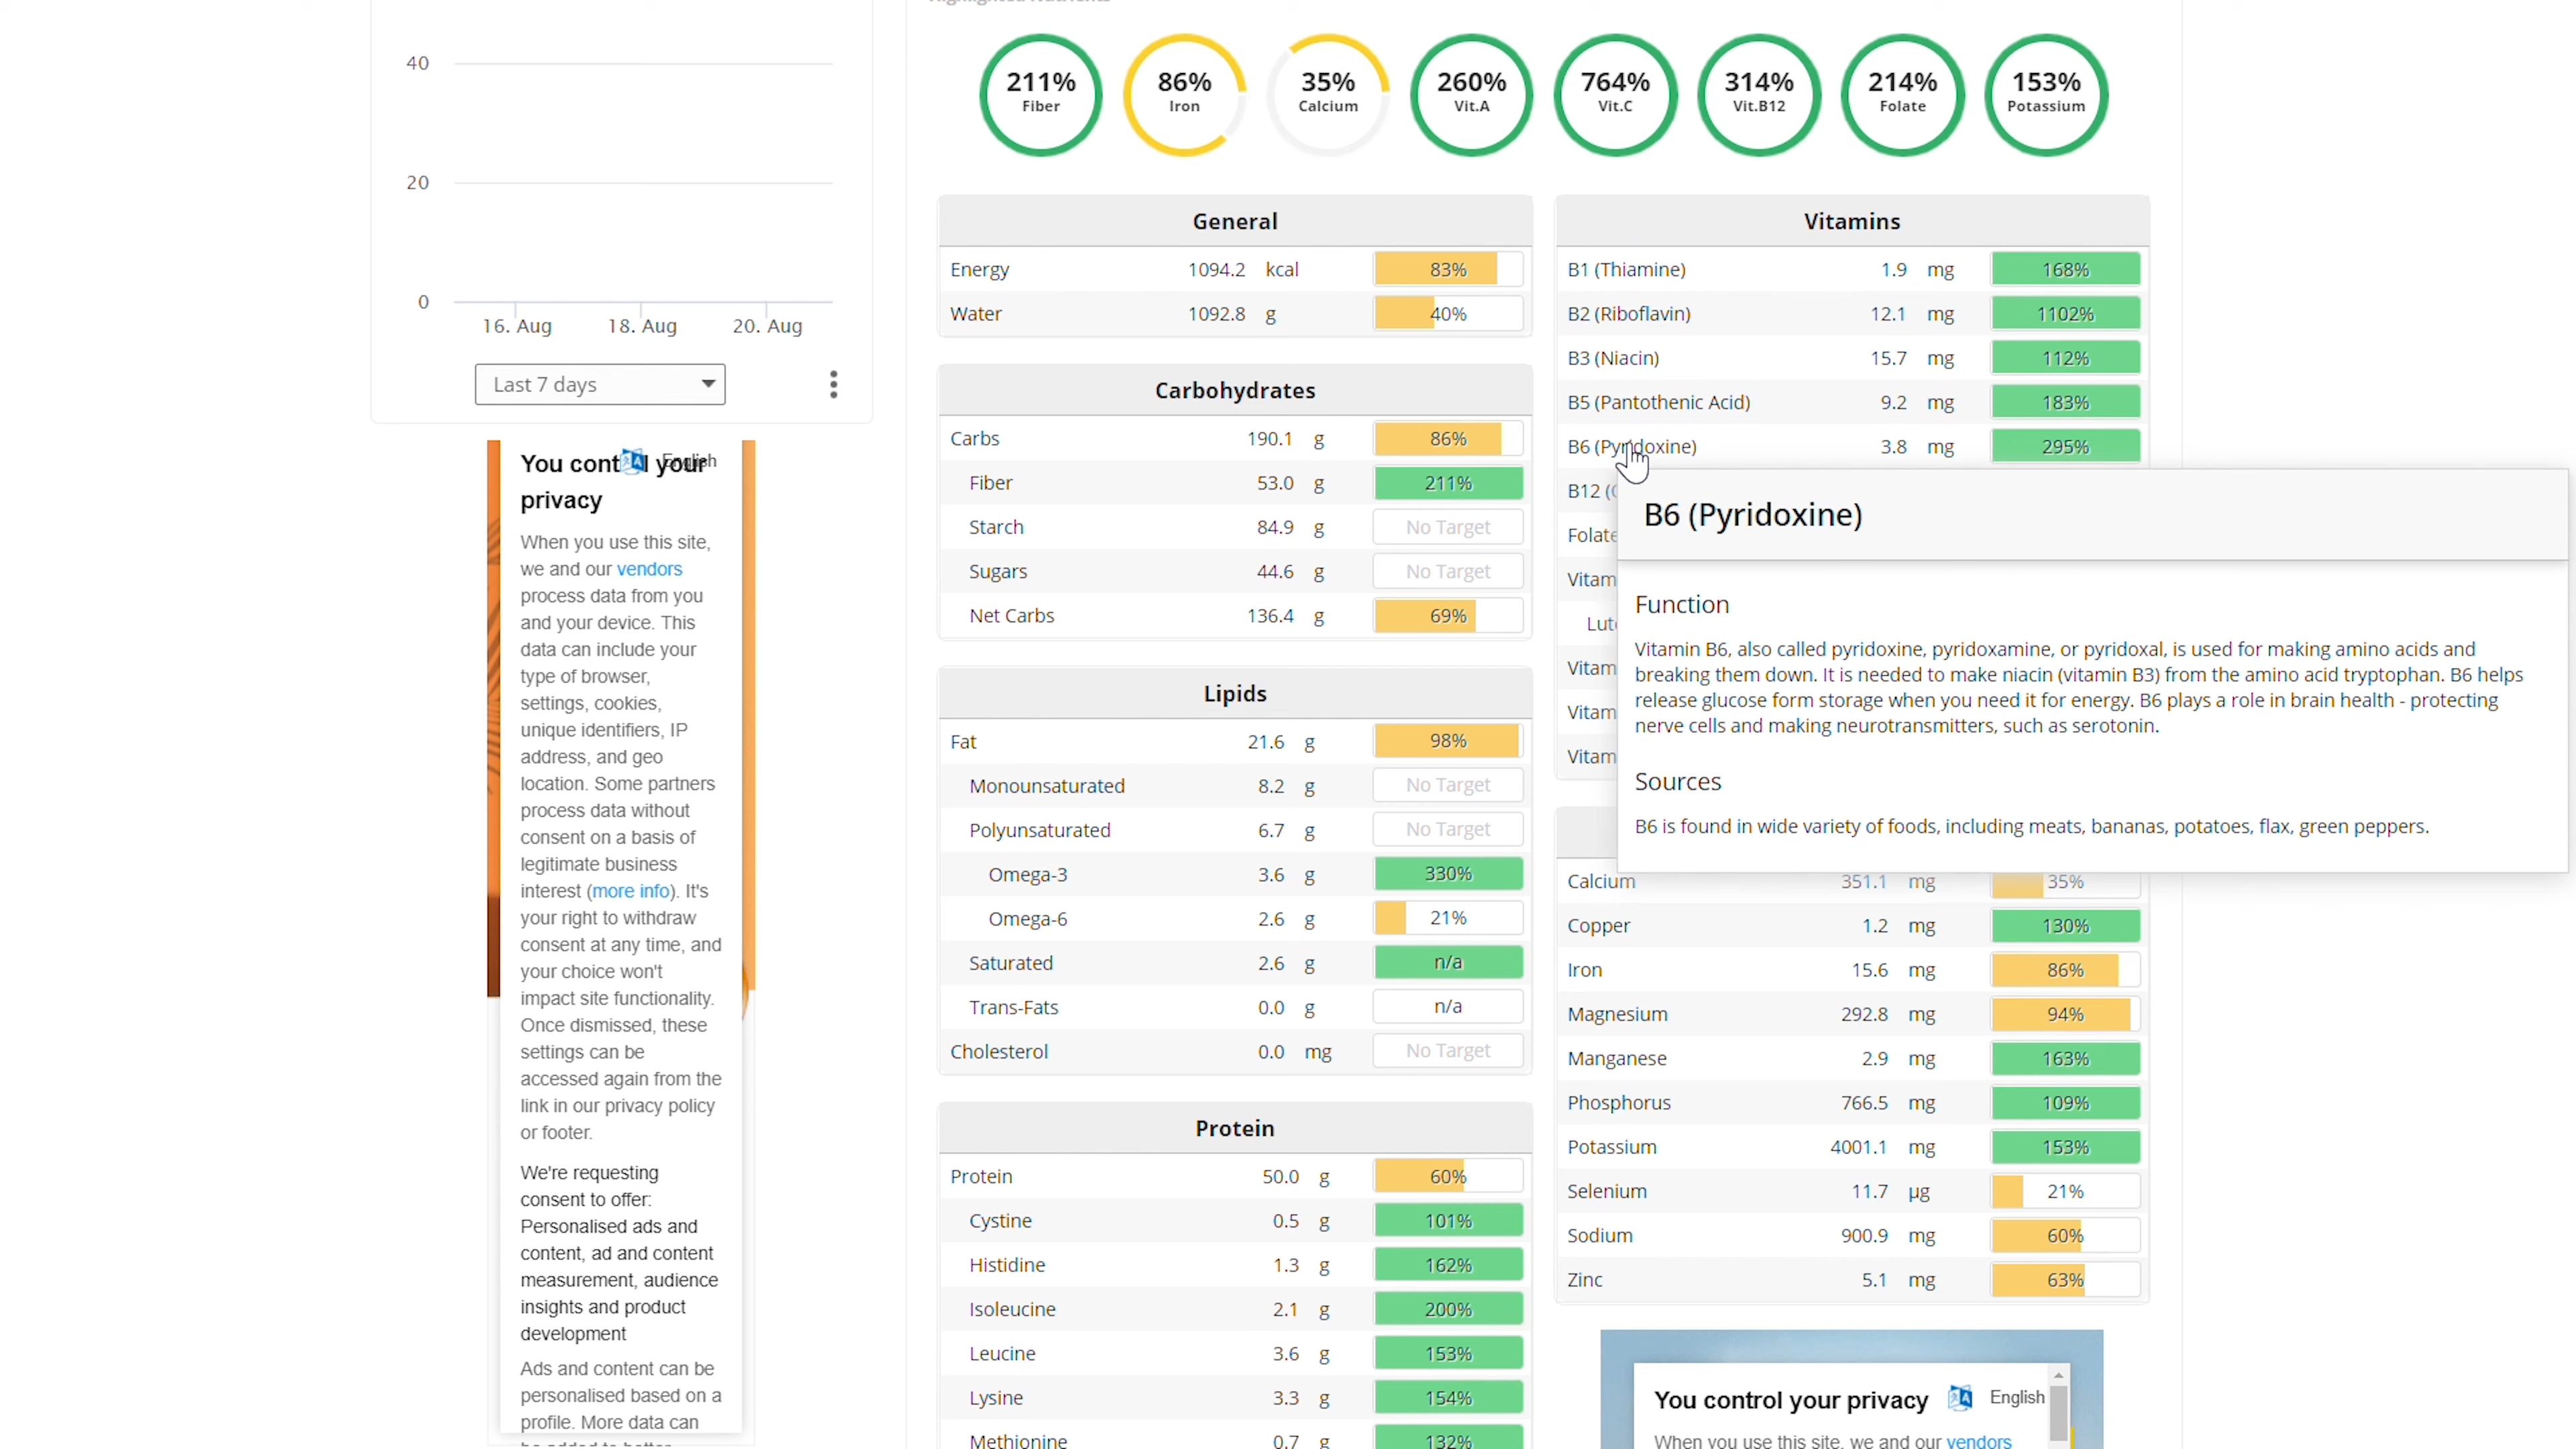 Highlighted Nutrients
211% Fiber
86% Iron
35% Calcium
260% Vit.A
764% Vit.C
314% Vit.B12
214% Folate
153% Potassium
40
20
0
16. Aug 18. Aug 20. Aug
Last 7 days
You control your privacy
English
When you use this site,
we and our vendors
process data from you
and your device. This
data can include your
type of browser,
settings, cookies,
unique identifiers, IP
address, and geo
location. Some partners
process data without
consent on a basis of
legitimate business
interest (more info). It's
your right to withdraw
consent at any time, and
your choice won't
impact site functionality.
Once dismissed, these
settings can be
accessed again from the
link in our privacy policy
or footer.
We're requesting
consent to offer:
Personalised ads and
content, ad and content
measurement, audience
insights and product
development
Ads and content can be
personalised based on a
profile. More data can
General
Energy 1094.2 kcal 83%
Water 1092.8 g 40%
Carbohydrates
Carbs 190.1 g 86%
Fiber 53.0 g 211%
Starch 84.9 g No Target
Sugars 44.6 g No Target
Net Carbs 136.4 g 69%
Lipids
Fat 21.6 g 98%
Monounsaturated 8.2 g No Target
Polyunsaturated 6.7 g No Target
Omega-3 3.6 g 330%
Omega-6 2.6 g 21%
Saturated 2.6 g n/a
Trans-Fats 0.0 g n/a
Cholesterol 0.0 mg No Target
Protein
Protein 50.0 g 60%
Cystine 0.5 g 101%
Histidine 1.3 g 162%
Isoleucine 2.1 g 200%
Leucine 3.6 g 153%
Lysine 3.3 g 154%
Methionine 0.7 g 132%
Vitamins
B1 (Thiamine) 1.9 mg 168%
B2 (Riboflavin) 12.1 mg 1102%
B3 (Niacin) 15.7 mg 112%
B5 (Pantothenic Acid) 9.2 mg 183%
B6 (Pyridoxine) 3.8 mg 295%
B12 (
Folate
Vitam
Lut
Vitam
Vitam
Vitam
B6 (Pyridoxine)
Function
Vitamin B6, also called pyridoxine, pyridoxamine, or pyridoxal, is used for making amino acids and
breaking them down. It is needed to make niacin (vitamin B3) from the amino acid tryptophan. B6 helps
release glucose form storage when you need it for energy. B6 plays a role in brain health - protecting
nerve cells and making neurotransmitters, such as serotonin.
Sources
B6 is found in wide variety of foods, including meats, bananas, potatoes, flax, green peppers.
Calcium 351.1 mg 35%
Copper 1.2 mg 130%
Iron 15.6 mg 86%
Magnesium 292.8 mg 94%
Manganese 2.9 mg 163%
Phosphorus 766.5 mg 109%
Potassium 4001.1 mg 153%
Selenium 11.7 µg 21%
Sodium 900.9 mg 60%
Zinc 5.1 mg 63%
You control your privacy English
When you use this site, we and our vendors